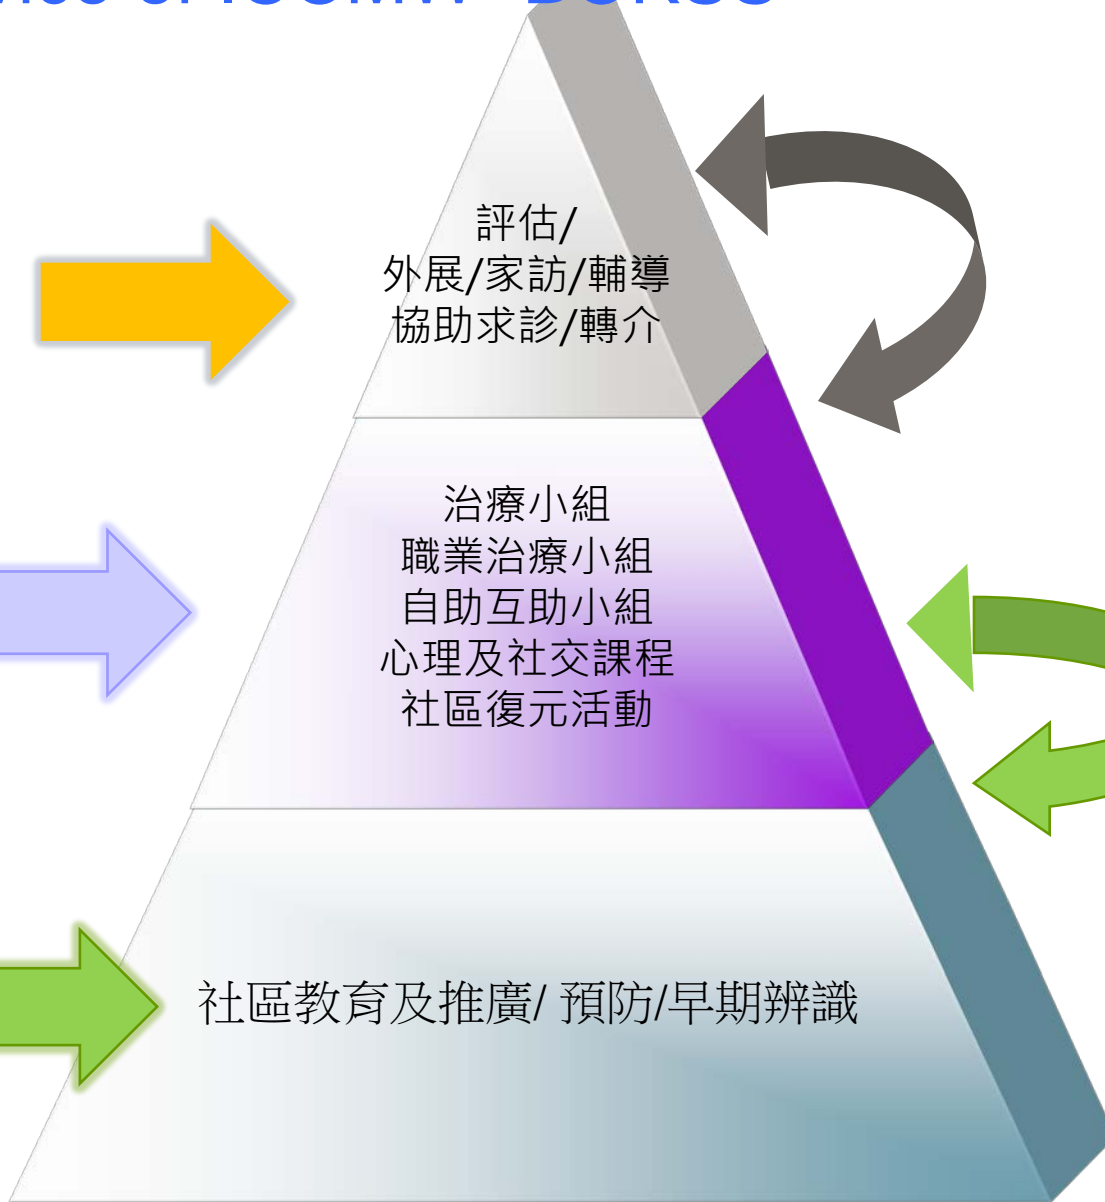 評估/
外展/家訪/輔導
協助求診/轉介
治療小組
職業治療小組
自助互助小組
心理及社交課程
社區復元活動
社區教育及推廣/ 預防/早期辨識